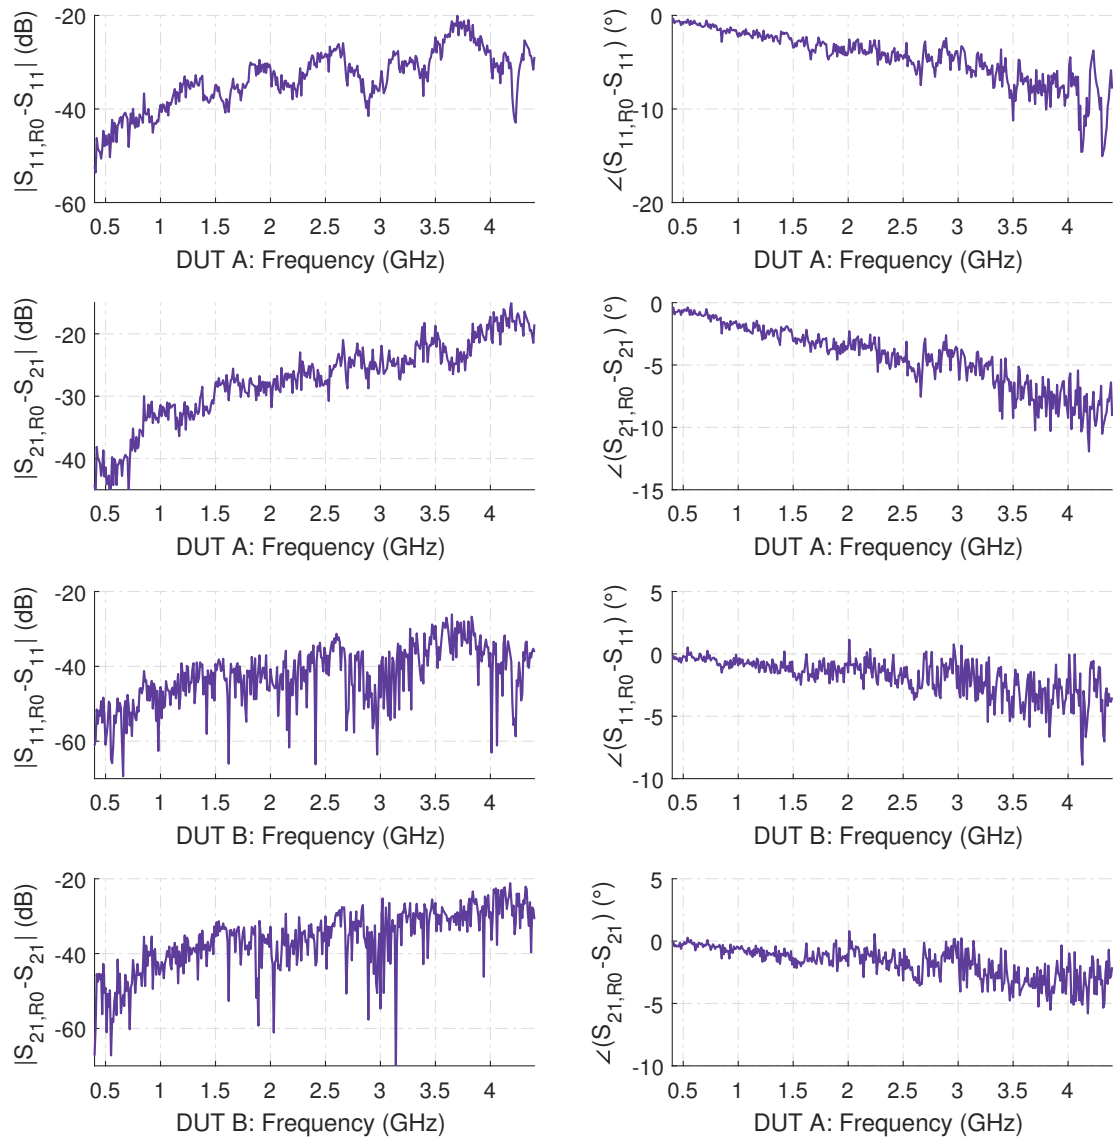 |S11,R0-S11| (dB)
-20
-40
-60
0.5 1 1.5 2 2.5 3 3.5 4
DUT A: Frequency (GHz)
∠(S11,R0-S11) (°)
0
-10
-20
0.5 1 1.5 2 2.5 3 3.5 4
DUT A: Frequency (GHz)
|S21,R0-S21| (dB)
-20
-30
-40
0.5 1 1.5 2 2.5 3 3.5 4
DUT A: Frequency (GHz)
∠(S21,R0-S21) (°)
0
-5
-10
-15
0.5 1 1.5 2 2.5 3 3.5 4
DUT A: Frequency (GHz)
|S11,R0-S11| (dB)
-20
-40
-60
0.5 1 1.5 2 2.5 3 3.5 4
DUT B: Frequency (GHz)
∠(S11,R0-S11) (°)
5
0
-5
-10
0.5 1 1.5 2 2.5 3 3.5 4
DUT B: Frequency (GHz)
|S21,R0-S21| (dB)
-20
-40
-60
0.5 1 1.5 2 2.5 3 3.5 4
DUT B: Frequency (GHz)
∠(S21,R0-S21) (°)
5
0
-5
-10
0.5 1 1.5 2 2.5 3 3.5 4
DUT A: Frequency (GHz)